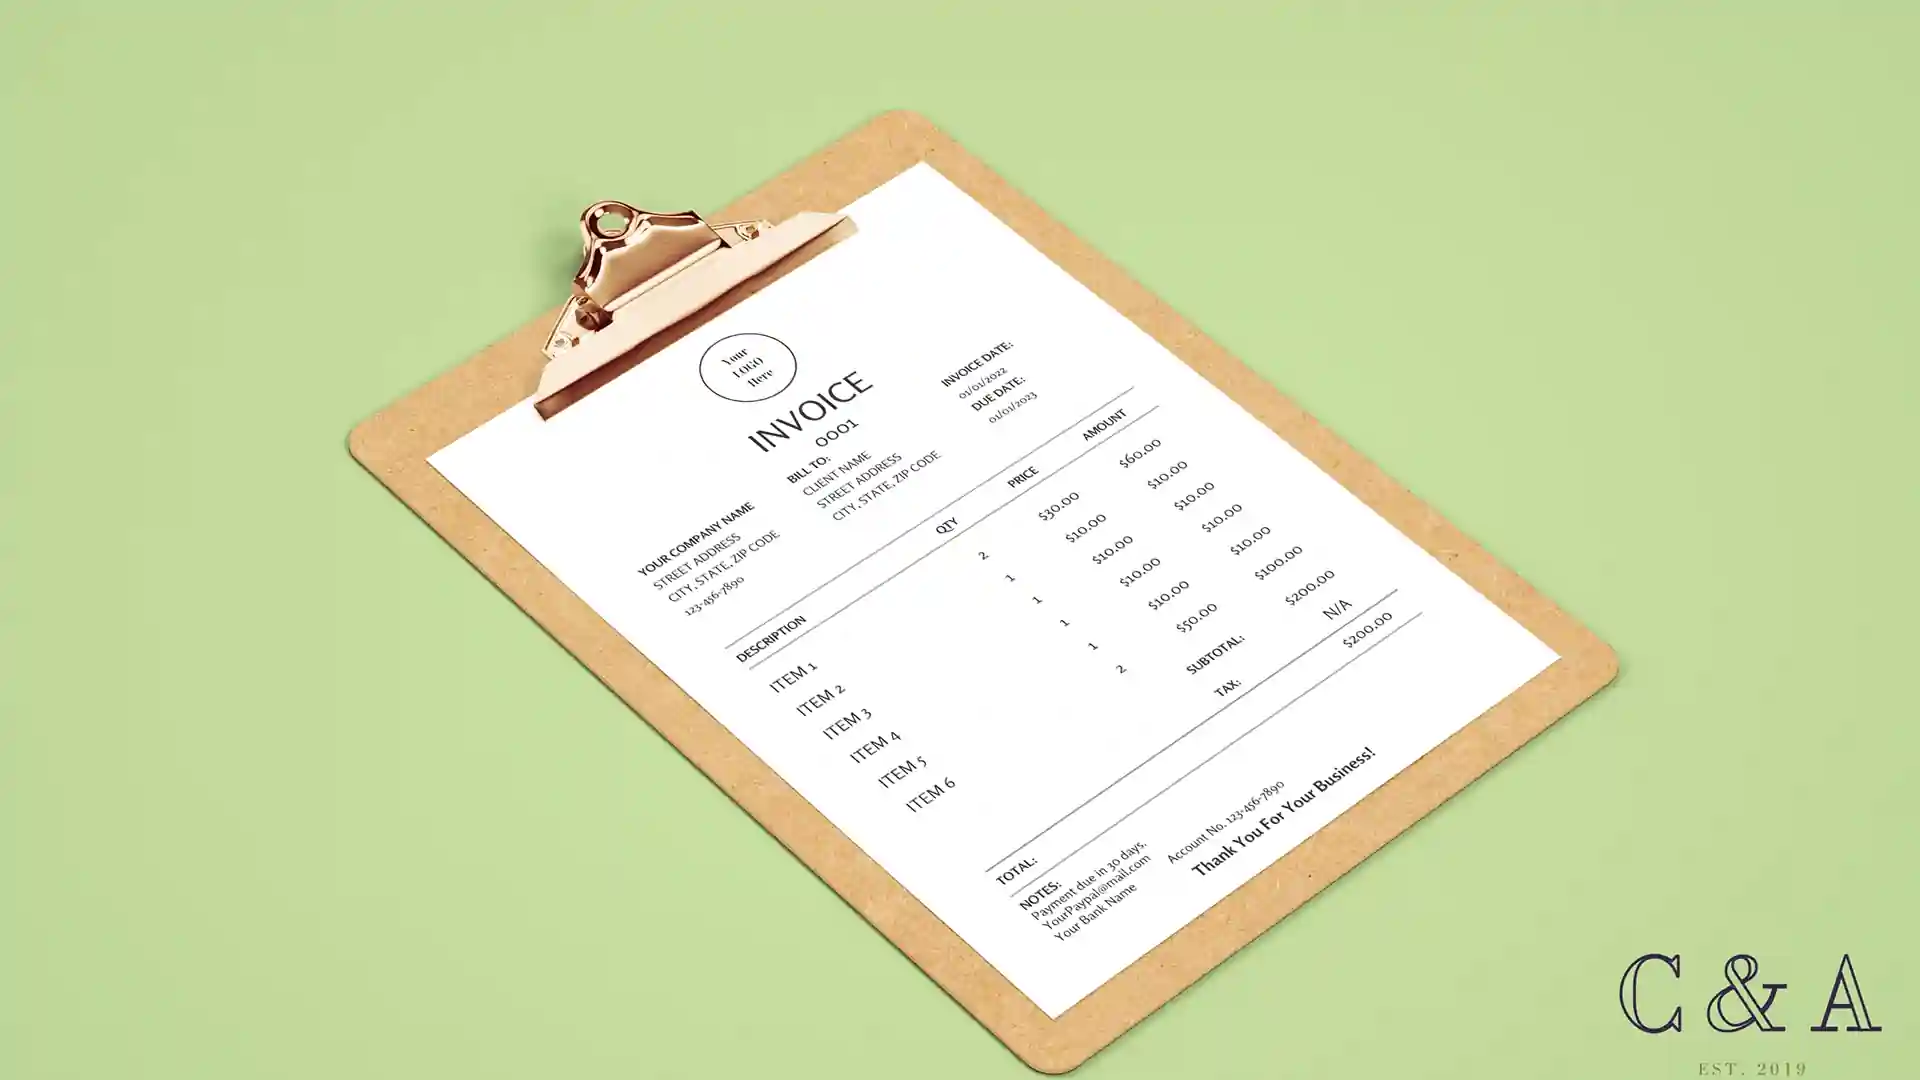 Your
LOGO
Here
INVOICE
0001
INVOICE DATE:
01/01/2022
DUE DATE:
01/01/2023
YOUR COMPANY NAME
STREET ADDRESS
CITY, STATE, ZIP CODE
123-456-7890
BILL TO:
CLIENT NAME
STREET ADDRESS
CITY, STATE, ZIP CODE
DESCRIPTION QTY PRICE AMOUNT
ITEM 1 2 $30.00 $60.00
ITEM 2 1 $10.00 $10.00
ITEM 3 1 $10.00 $10.00
ITEM 4 1 $10.00 $10.00
ITEM 5 1 $10.00 $10.00
ITEM 6 2 $50.00 $100.00
SUBTOTAL: $200.00
TAX: N/A
TOTAL: $200.00
NOTES:
Payment due in 30 days.
YourPaypal@mail.com
Your Bank Name
Account No. 123-456-7890
Thank You For Your Business!
C & A
EST. 2019